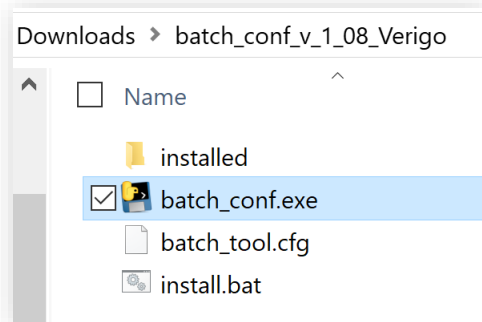 Downloads > batch_conf_v_1_08_Verigo
Name
installed
batch_conf.exe
batch_tool.cfg
install.bat